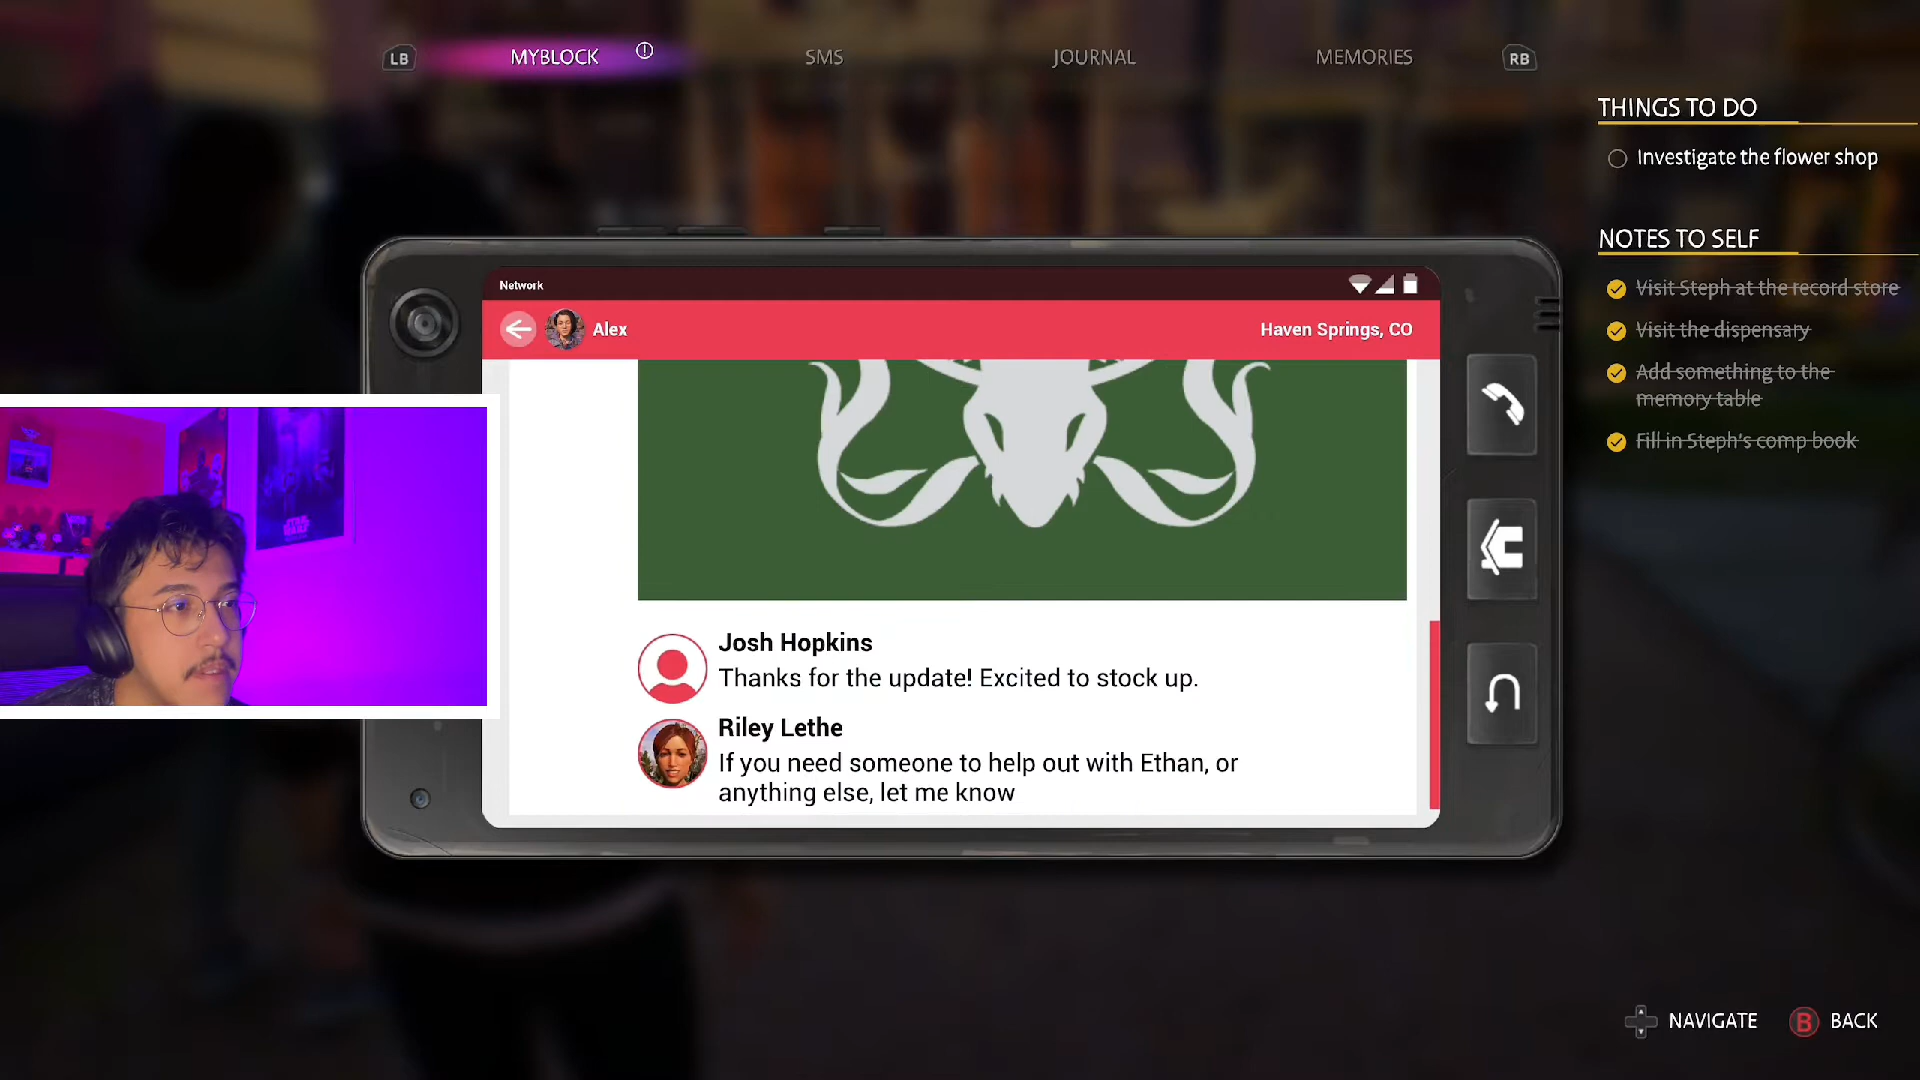 LB
MYBLOCK
SMS
JOURNAL
MEMORIES
RB
THINGS TO DO
Investigate the flower shop
NOTES TO SELF
Visit Steph at the record store
Visit the dispensary
Add something to the
memory table
Fill in Steph's comp book
Network
Alex
Haven Springs, CO
Josh Hopkins
Thanks for the update! Excited to stock up.
Riley Lethe
If you need someone to help out with Ethan, or
anything else, let me know
STAR
WARS
NAVIGATE
B BACK